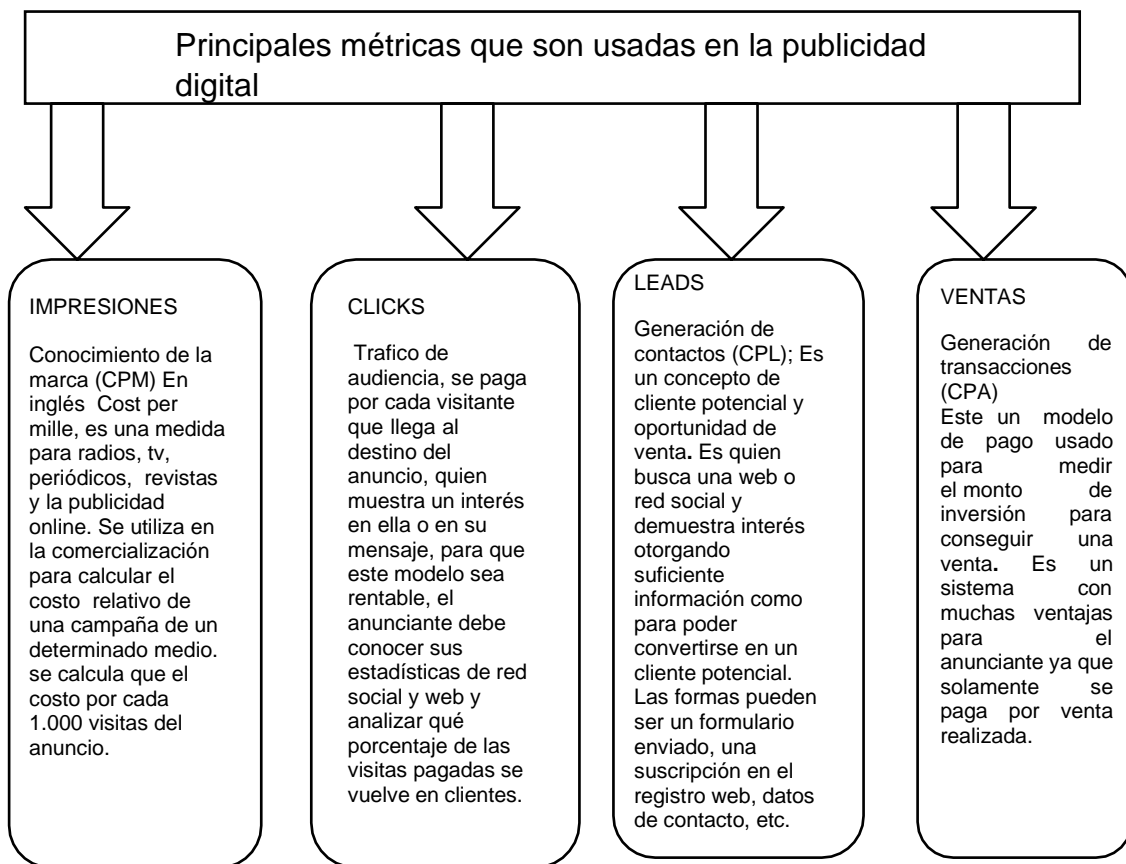 Principales métricas que son usadas en la publicidad
digital
IMPRESIONES
Conocimiento de la
marca (CPM) En
inglés Cost per
mille, es una medida
para radios, tv,
periódicos, revistas
y la publicidad
online. Se utiliza en
la comercialización
para calcular el
costo relativo de
una campaña de un
determinado medio.
se calcula que el
costo por cada
1.000 visitas del
anuncio.
CLICKS
Trafico de
audiencia, se paga
por cada visitante
que llega al
destino del
anuncio, quien
muestra un interés
en ella o en su
mensaje, para que
este modelo sea
rentable, el
anunciante debe
conocer sus
estadísticas de red
social y web y
analizar qué
porcentaje de las
visitas pagadas se
vuelve en clientes.
LEADS
Generación de
contactos (CPL); Es
un concepto de
cliente potencial y
oportunidad de
venta. Es quien
busca una web o
red social y
demuestra interés
otorgando
suficiente
información como
para poder
convertirse en un
cliente potencial.
Las formas pueden
ser un formulario
enviado, una
suscripción en el
registro web, datos
de contacto, etc.
VENTAS
Generación de
transacciones
(CPA)
Este un modelo
de pago usado
para medir
el monto de
inversión para
conseguir una
venta. Es un
sistema con
muchas ventajas
para el
anunciante ya que
solamente se
paga por venta
realizada.